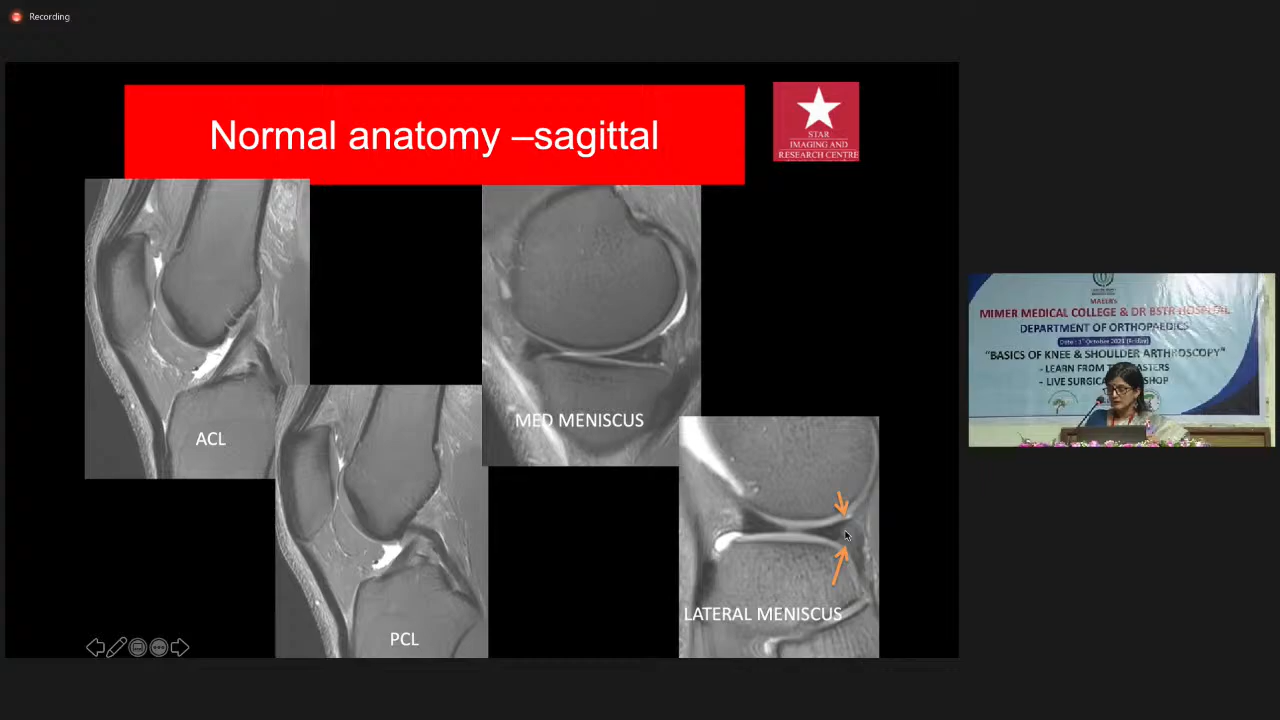 Recording
Normal anatomy –sagittal
STAR
IMAGING AND
RESEARCH CENTRE
ACL
MED MENISCUS
PCL
LATERAL MENISCUS
MAEER's
MIMER MEDICAL COLLEGE & DR BSTR HOSPITAL
DEPARTMENT OF ORTHOPAEDICS
"BASICS OF KNEE & SHOULDER ARTHROSCOPY"
- LEARN FROM
- LIVE